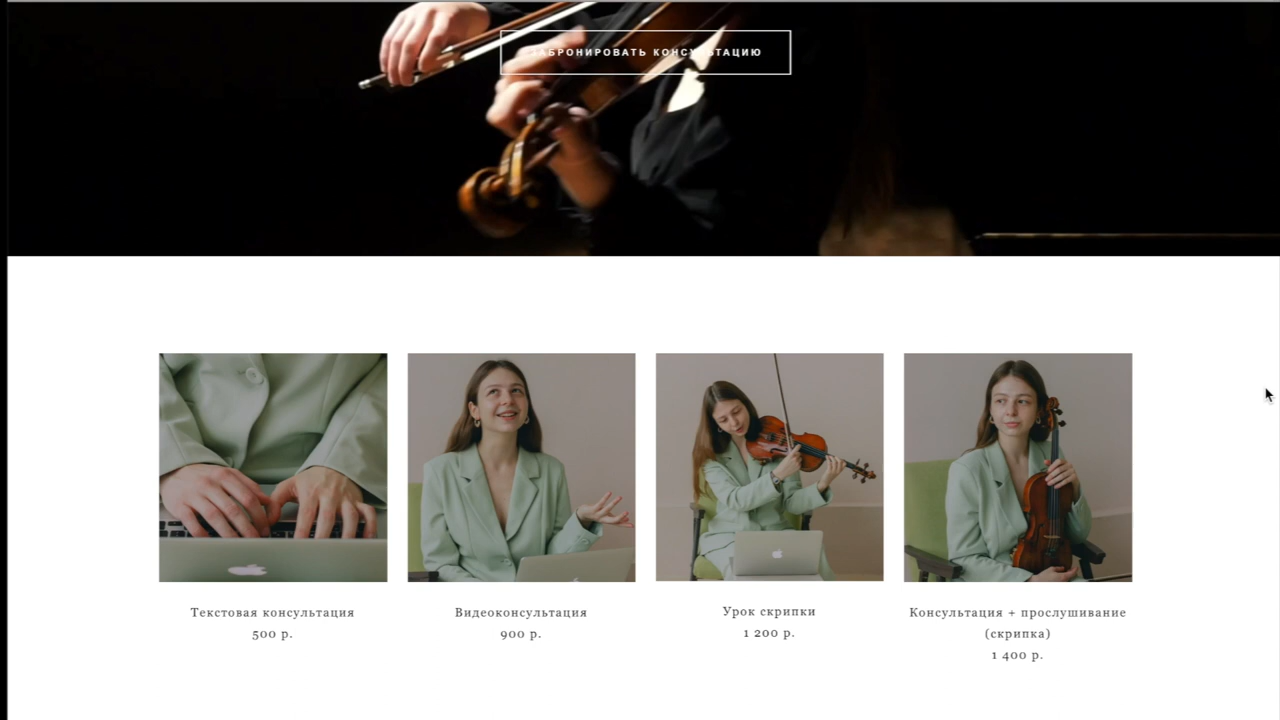 ЗАБРОНИРОВАТЬ КОНСУЛЬТАЦИЮ
Текстовая консультация
500 р.
Видеоконсультация
900 р.
Урок скрипки
1 200 р.
Консультация + прослушивание
(скрипка)
1 400 р.